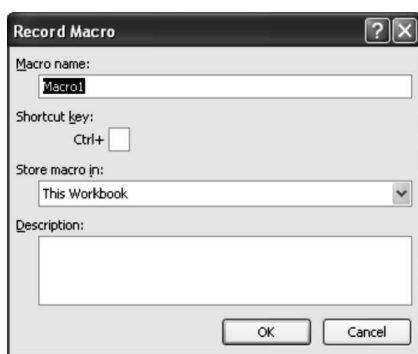 Record Macro
Macro name:
Macro1
Shortcut key:
Ctrl+
Store macro in:
This Workbook
Description:
OK Cancel